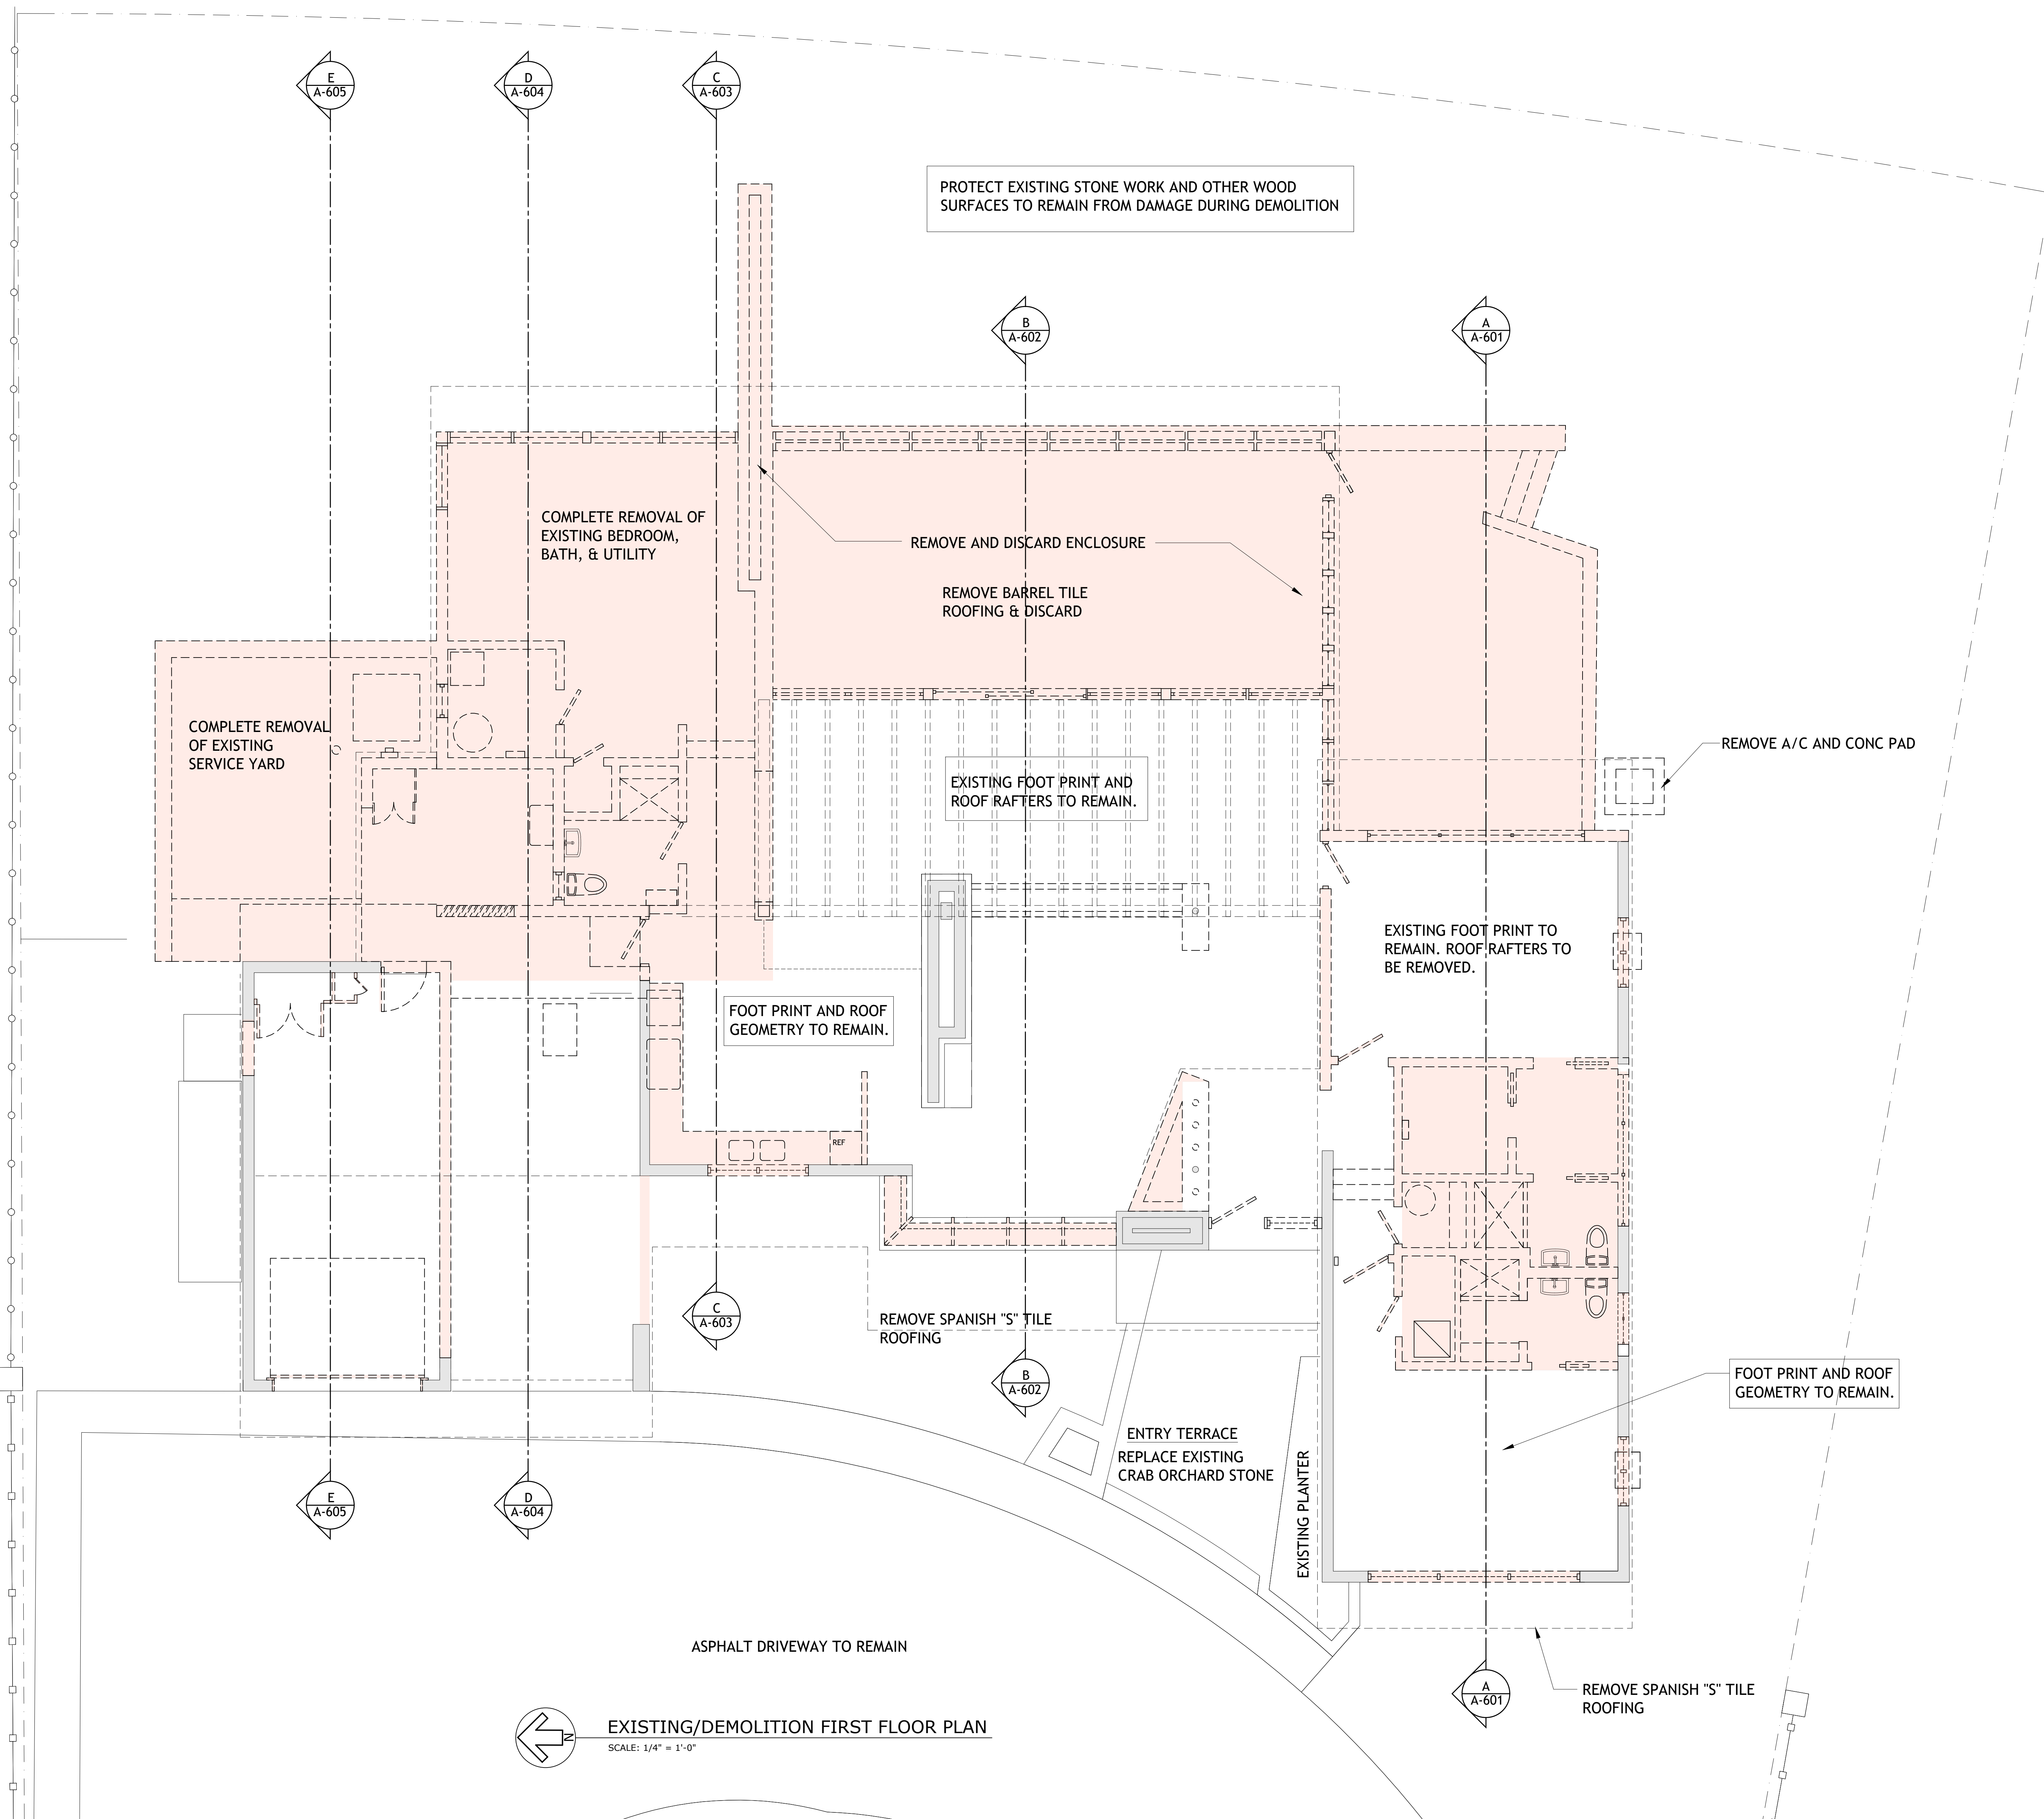 E
A-605
D
A-604
C
A-603
PROTECT EXISTING STONE WORK AND OTHER WOOD
SURFACES TO REMAIN FROM DAMAGE DURING DEMOLITION
B
A-602
A
A-601
COMPLETE REMOVAL OF
EXISTING BEDROOM,
BATH, & UTILITY
REMOVE AND DISCARD ENCLOSURE
REMOVE BARREL TILE
ROOFING & DISCARD
COMPLETE REMOVAL
OF EXISTING
SERVICE YARD
REMOVE A/C AND CONC PAD
EXISTING FOOT PRINT AND
ROOF RAFTERS TO REMAIN.
EXISTING FOOT PRINT TO
REMAIN. ROOF RAFTERS TO
BE REMOVED.
FOOT PRINT AND ROOF
GEOMETRY TO REMAIN.
REF
C
A-603
REMOVE SPANISH "S" TILE
ROOFING
B
A-602
FOOT PRINT AND ROOF
GEOMETRY TO REMAIN.
ENTRY TERRACE
REPLACE EXISTING
CRAB ORCHARD STONE
EXISTING PLANTER
E
A-605
D
A-604
ASPHALT DRIVEWAY TO REMAIN
A
A-601
REMOVE SPANISH "S" TILE
ROOFING
N
EXISTING/DEMOLITION FIRST FLOOR PLAN
SCALE: 1/4" = 1'-0"